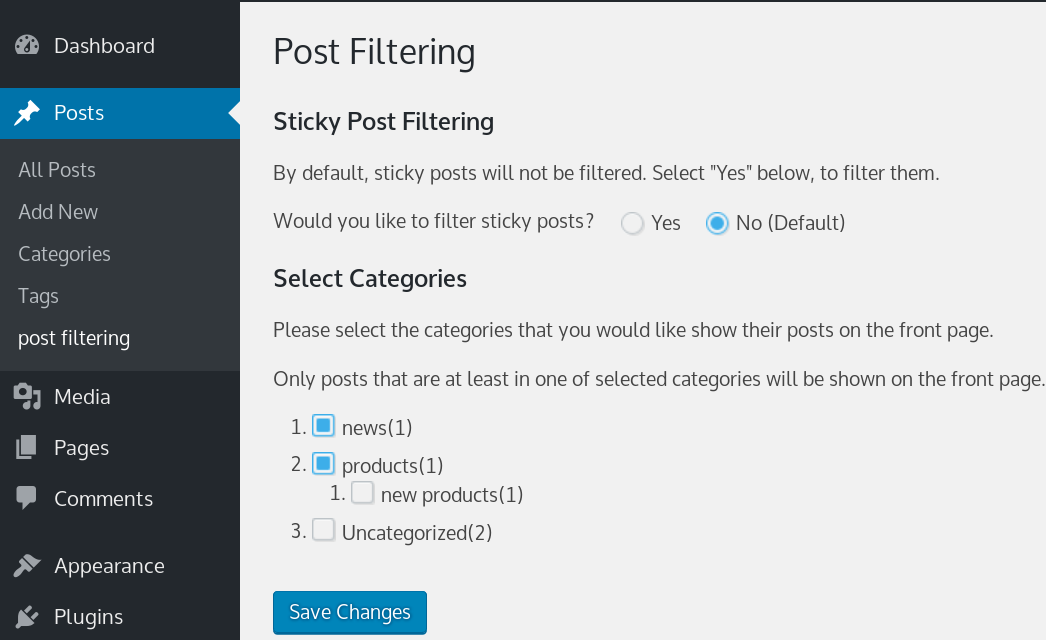 Dashboard
Posts
All Posts
Add New
Categories
Tags
post filtering
Media
Pages
Comments
Appearance
Plugins
Post Filtering
Sticky Post Filtering
By default, sticky posts will not be filtered. Select "Yes" below, to filter them.
Would you like to filter sticky posts? Yes No (Default)
Select Categories
Please select the categories that you would like show their posts on the front page.
Only posts that are at least in one of selected categories will be shown on the front page.
1. news(1)
2. products(1)
1. new products(1)
3. Uncategorized(2)
Save Changes